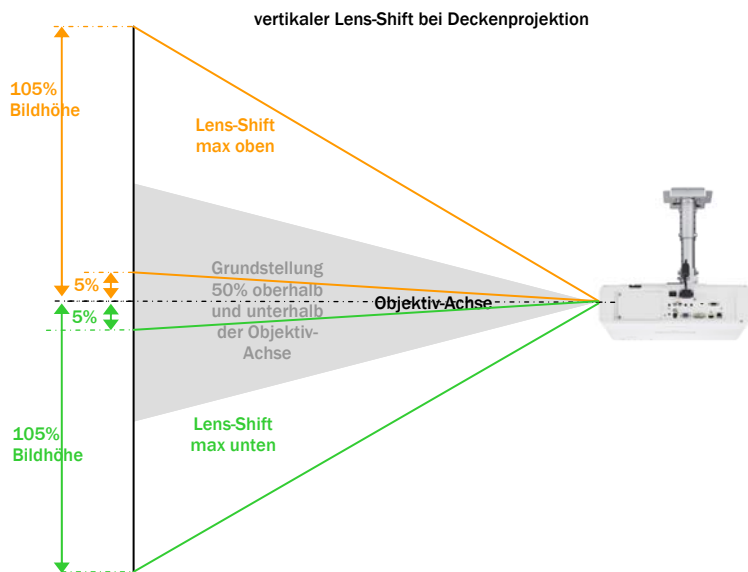 vertikaler Lens-Shift bei Deckenprojektion
105%
Bildhöhe
Lens-Shift
max oben
5%
Grundstellung
50% oberhalb
und unterhalb
der Objektiv-
Achse
Objektiv-Achse
5%
Lens-Shift
max unten
105%
Bildhöhe